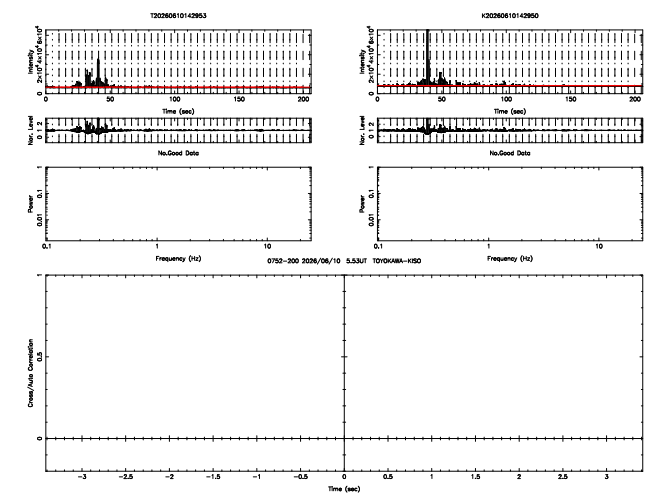 T20260610142953
K20260610142950
Intensity
0 2×10⁴ 4×10⁴ 6×10⁴
0 50 100 150 200
Time (sec)
Intensity
0 2×10⁴ 4×10⁴ 6×10⁴
0 50 100 150 200
Time (sec)
Nor. Level
0 1 2
No.Good Data
Nor. Level
0 1 2
No.Good Data
Power
1
0.1
0.01
0.1 1 10
Frequency (Hz)
Power
1
0.1
0.01
0.1 1 10
Frequency (Hz)
0752-200 2026/06/10 5.53UT TOYOKAWA-KISO
Cross/Auto Correlation
1
0.5
0
-3 -2.5 -2 -1.5 -1 -0.5 0 0.5 1 1.5 2 2.5 3
Time (sec)